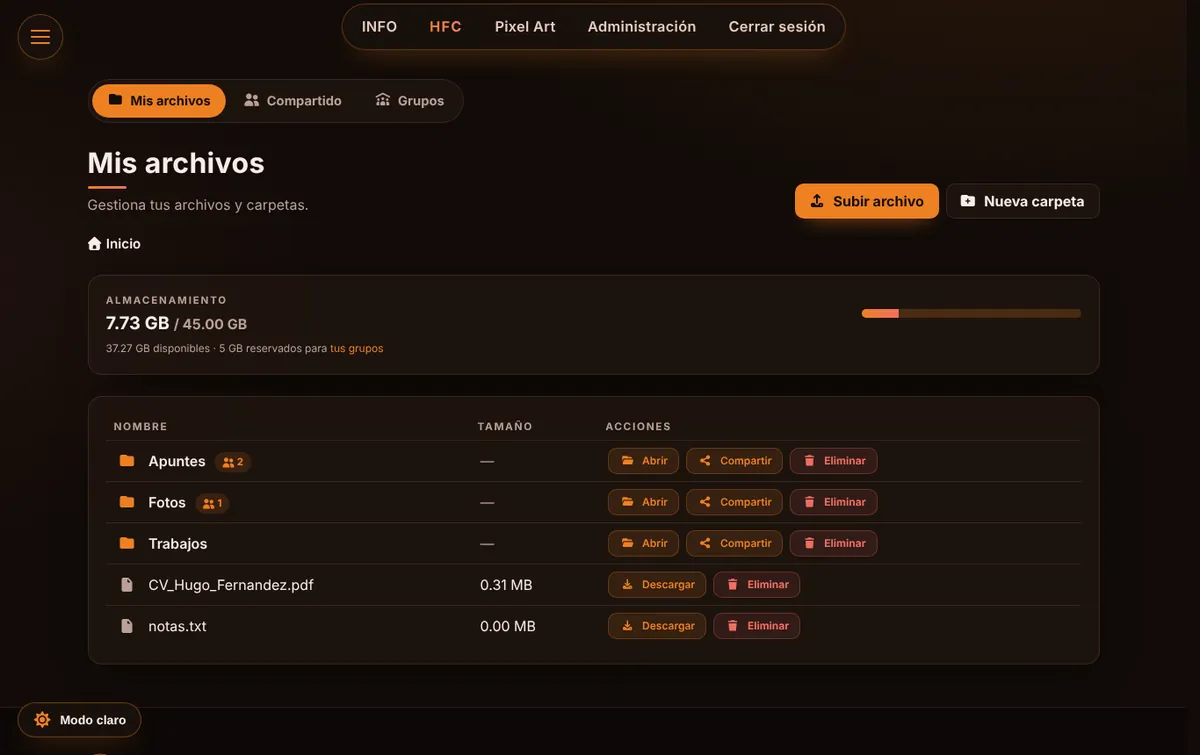 INFO HFC Pixel Art Administración Cerrar sesión
Mis archivos Compartido Grupos
Mis archivos
Gestiona tus archivos y carpetas.
Subir archivo Nueva carpeta
Inicio
ALMACENAMIENTO
7.73 GB / 45.00 GB
37.27 GB disponibles · 5 GB reservados para tus grupos
NOMBRE TAMAÑO ACCIONES
Apuntes 2 — Abrir Compartir Eliminar
Fotos 1 — Abrir Compartir Eliminar
Trabajos — Abrir Compartir Eliminar
CV_Hugo_Fernandez.pdf 0.31 MB Descargar Eliminar
notas.txt 0.00 MB Descargar Eliminar
Modo claro